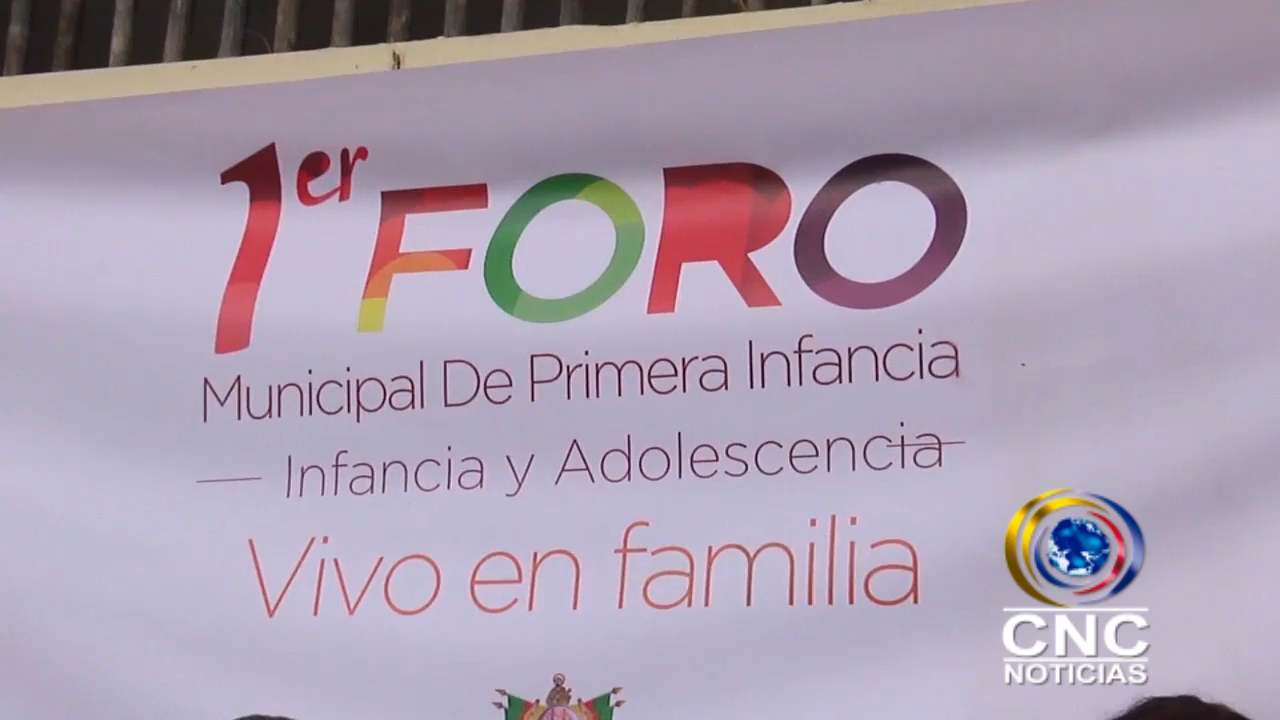 1er FORO
Municipal De Primera Infancia
Infancia y Adolescencia
Vivo en familia
CNC
NOTICIAS